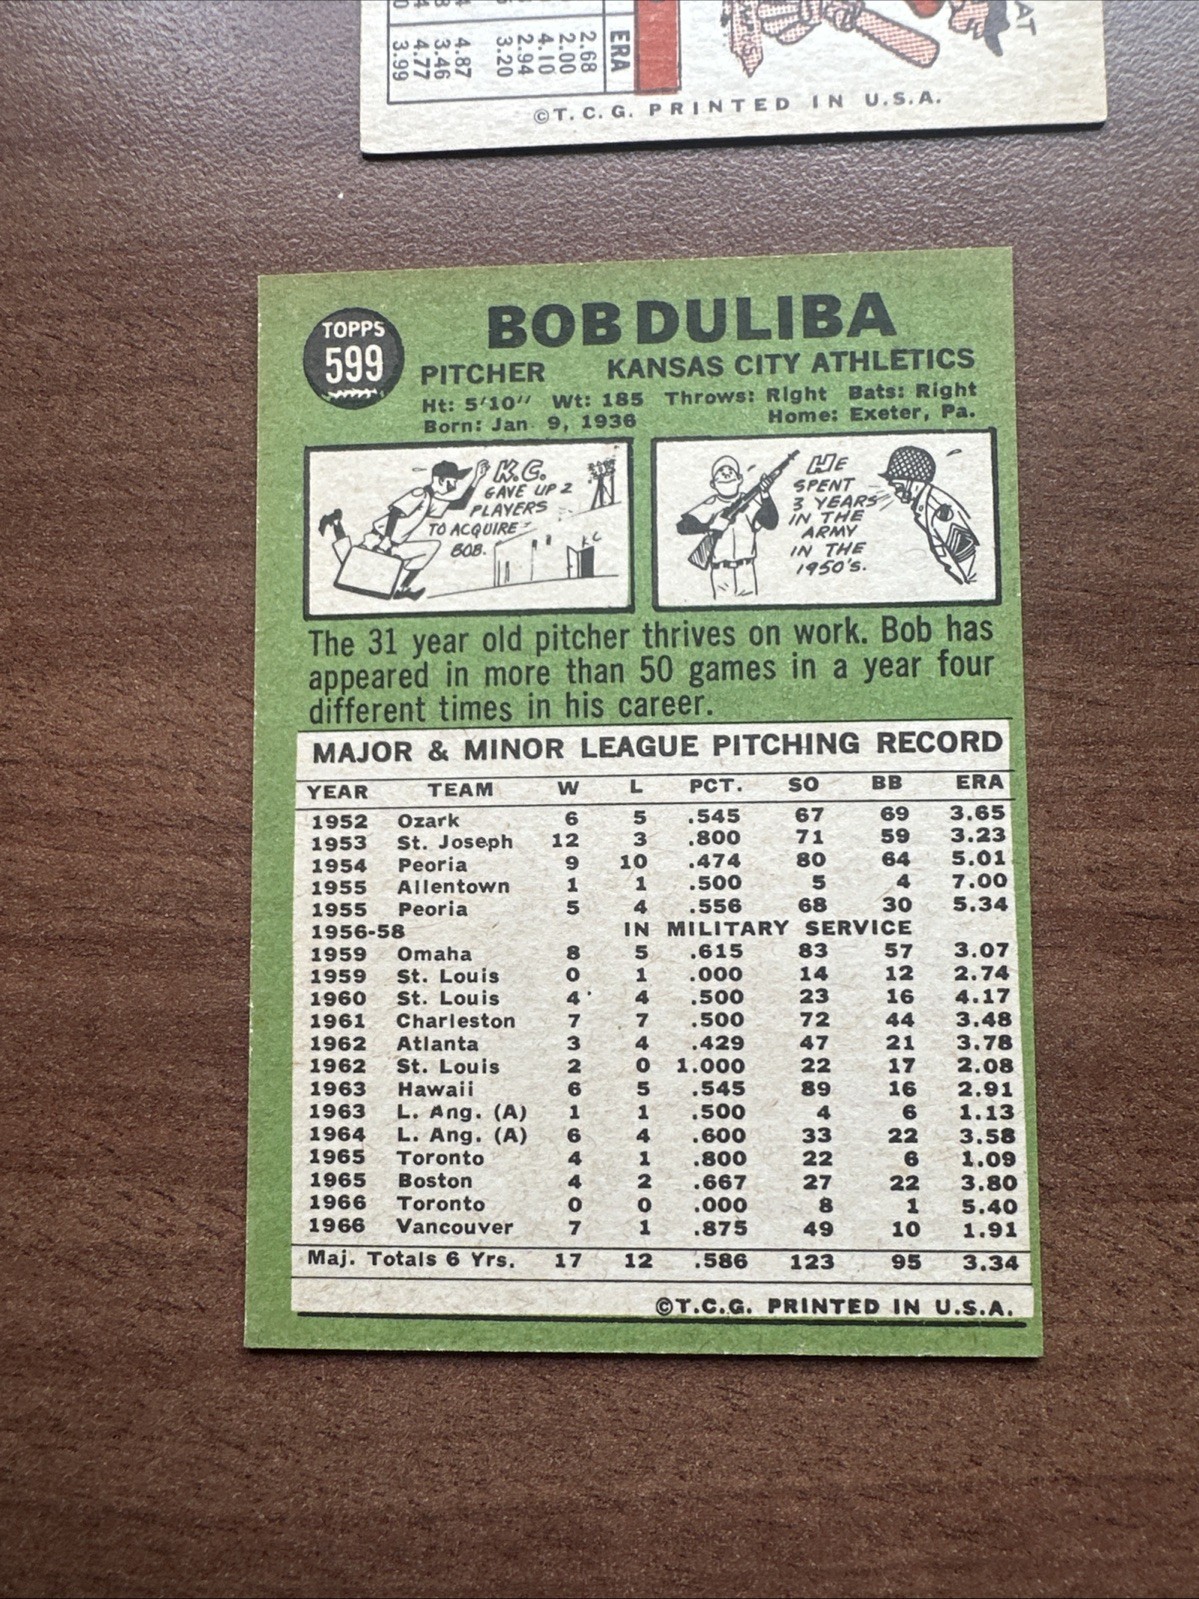 ERA
2.68
2.00
4.10
2.94
3.20
4.87
3.46
4.77
3.99
©T.C.G. PRINTED IN U.S.A.
TOPPS
599
BOB DULIBA
PITCHER KANSAS CITY ATHLETICS
Ht: 5'10" Wt: 185 Throws: Right Bats: Right
Born: Jan 9, 1936 Home: Exeter, Pa.
K.C.
GAVE UP 2
PLAYERS
TO ACQUIRE
BOB.
K C
HE
SPENT
3 YEARS
IN THE
ARMY
IN THE
1950's.
The 31 year old pitcher thrives on work. Bob has
appeared in more than 50 games in a year four
different times in his career.
MAJOR & MINOR LEAGUE PITCHING RECORD
YEAR TEAM W L PCT. SO BB ERA
1952 Ozark 6 5 .545 67 69 3.65
1953 St. Joseph 12 3 .800 71 59 3.23
1954 Peoria 9 10 .474 80 64 5.01
1955 Allentown 1 1 .500 5 4 7.00
1955 Peoria 5 4 .556 68 30 5.34
1956-58 IN MILITARY SERVICE
1959 Omaha 8 5 .615 83 57 3.07
1959 St. Louis 0 1 .000 14 12 2.74
1960 St. Louis 4 4 .500 23 16 4.17
1961 Charleston 7 7 .500 72 44 3.48
1962 Atlanta 3 4 .429 47 21 3.78
1962 St. Louis 2 0 1.000 22 17 2.08
1963 Hawaii 6 5 .545 89 16 2.91
1963 L. Ang. (A) 1 1 .500 4 6 1.13
1964 L. Ang. (A) 6 4 .600 33 22 3.58
1965 Toronto 4 1 .800 22 6 1.09
1965 Boston 4 2 .667 27 22 3.80
1966 Toronto 0 0 .000 8 1 5.40
1966 Vancouver 7 1 .875 49 10 1.91
Maj. Totals 6 Yrs. 17 12 .586 123 95 3.34
©T.C.G. PRINTED IN U.S.A.